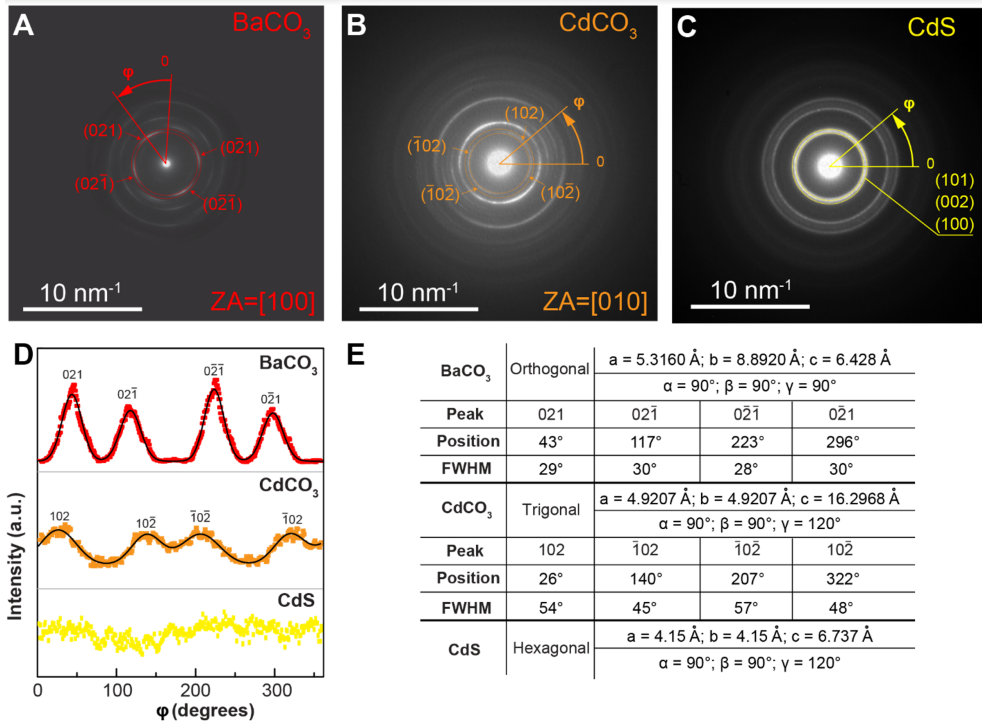 A
BaCO₃
φ
0
(021)
(02̄1)
(021̄)
(02̄1̄)
10 nm⁻¹
ZA=[100]
B
CdCO₃
φ
(102)
(1̄02)
0
(1̄02̄)
(102̄)
10 nm⁻¹
ZA=[010]
C
CdS
φ
0
(101)
(002)
(100)
10 nm⁻¹
D
BaCO₃
021
021̄
02̄1̄
02̄1
CdCO₃
102
102̄
1̄02̄
1̄02
CdS
Intensity (a.u.)
0 100 200 300
φ (degrees)
E
BaCO₃ Orthogonal a = 5.3160 Å; b = 8.8920 Å; c = 6.428 Å
α = 90°; β = 90°; γ = 90°
Peak 021 021̄ 02̄1̄ 02̄1
Position 43° 117° 223° 296°
FWHM 29° 30° 28° 30°
CdCO₃ Trigonal a = 4.9207 Å; b = 4.9207 Å; c = 16.2968 Å
α = 90°; β = 90°; γ = 120°
Peak 102 1̄02 1̄02̄ 102̄
Position 26° 140° 207° 322°
FWHM 54° 45° 57° 48°
CdS Hexagonal a = 4.15 Å; b = 4.15 Å; c = 6.737 Å
α = 90°; β = 90°; γ = 120°